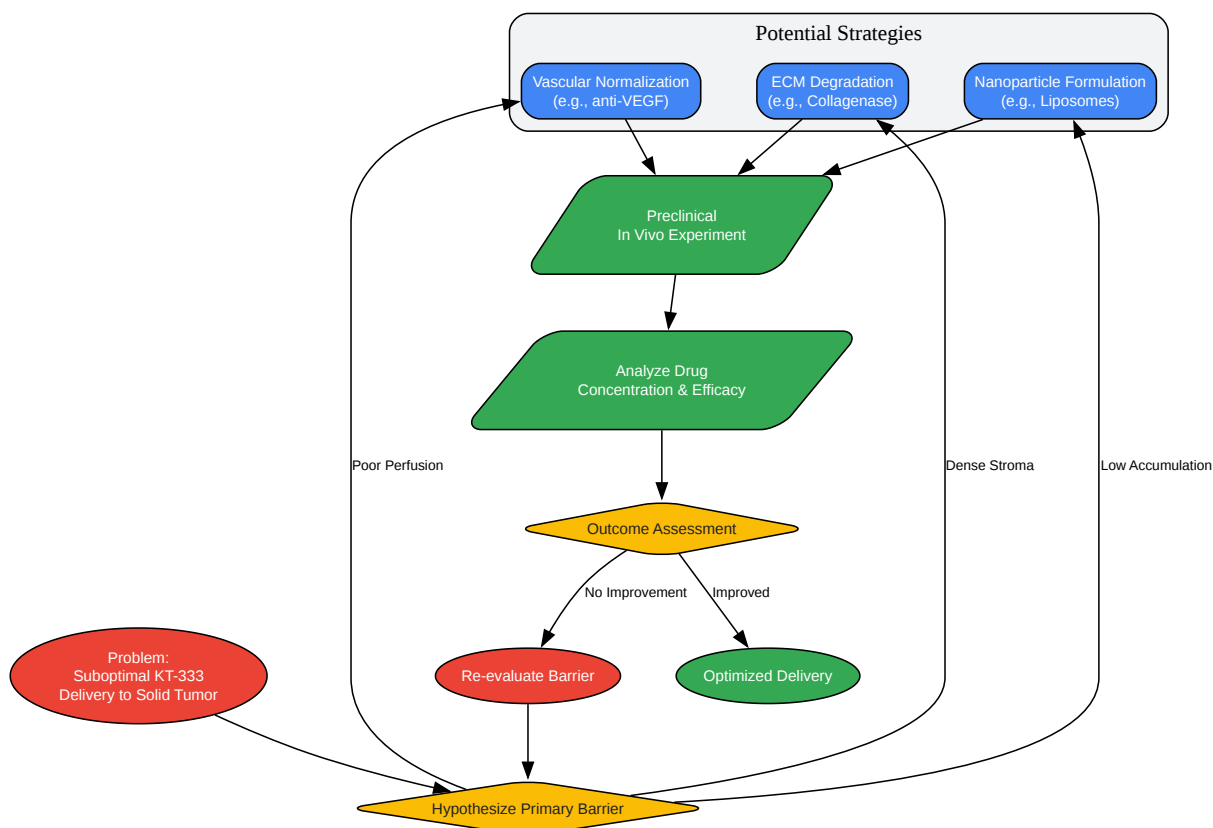 Potential Strategies
Vascular Normalization
(e.g., anti-VEGF)
ECM Degradation
(e.g., Collagenase)
Nanoparticle Formulation
(e.g., Liposomes)
Preclinical
In Vivo Experiment
Analyze Drug
Concentration & Efficacy
Poor Perfusion
Dense Stroma
Low Accumulation
Outcome Assessment
No Improvement
Improved
Problem:
Suboptimal KT-333
Delivery to Solid Tumor
Re-evaluate Barrier
Optimized Delivery
Hypothesize Primary Barrier